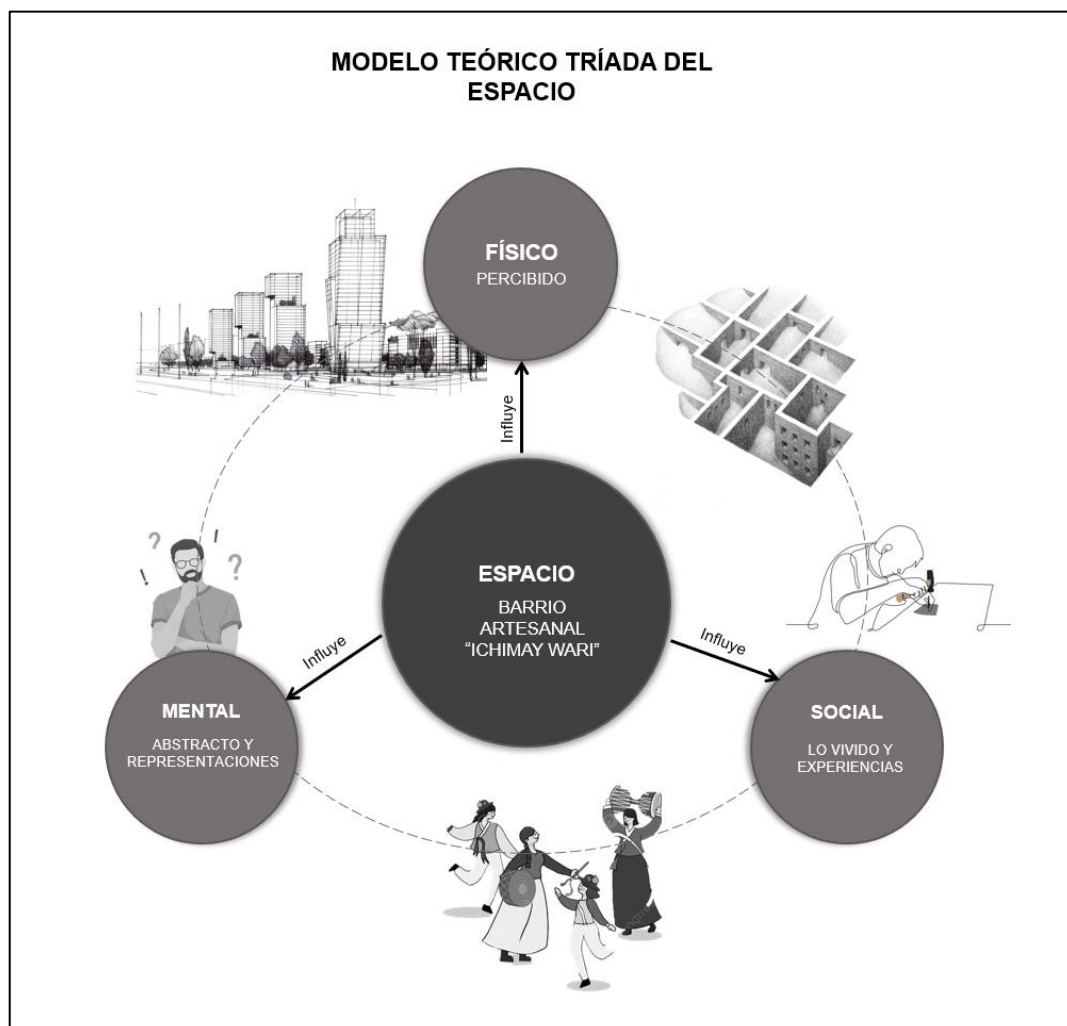 MODELO TEÓRICO TRÍADA DEL
ESPACIO
FÍSICO
PERCIBIDO
Influye
ESPACIO
BARRIO
ARTESANAL
“ICHIMAY WARI”
Influye
Influye
MENTAL
ABSTRACTO Y
REPRESENTACIONES
SOCIAL
LO VIVIDO Y
EXPERIENCIAS